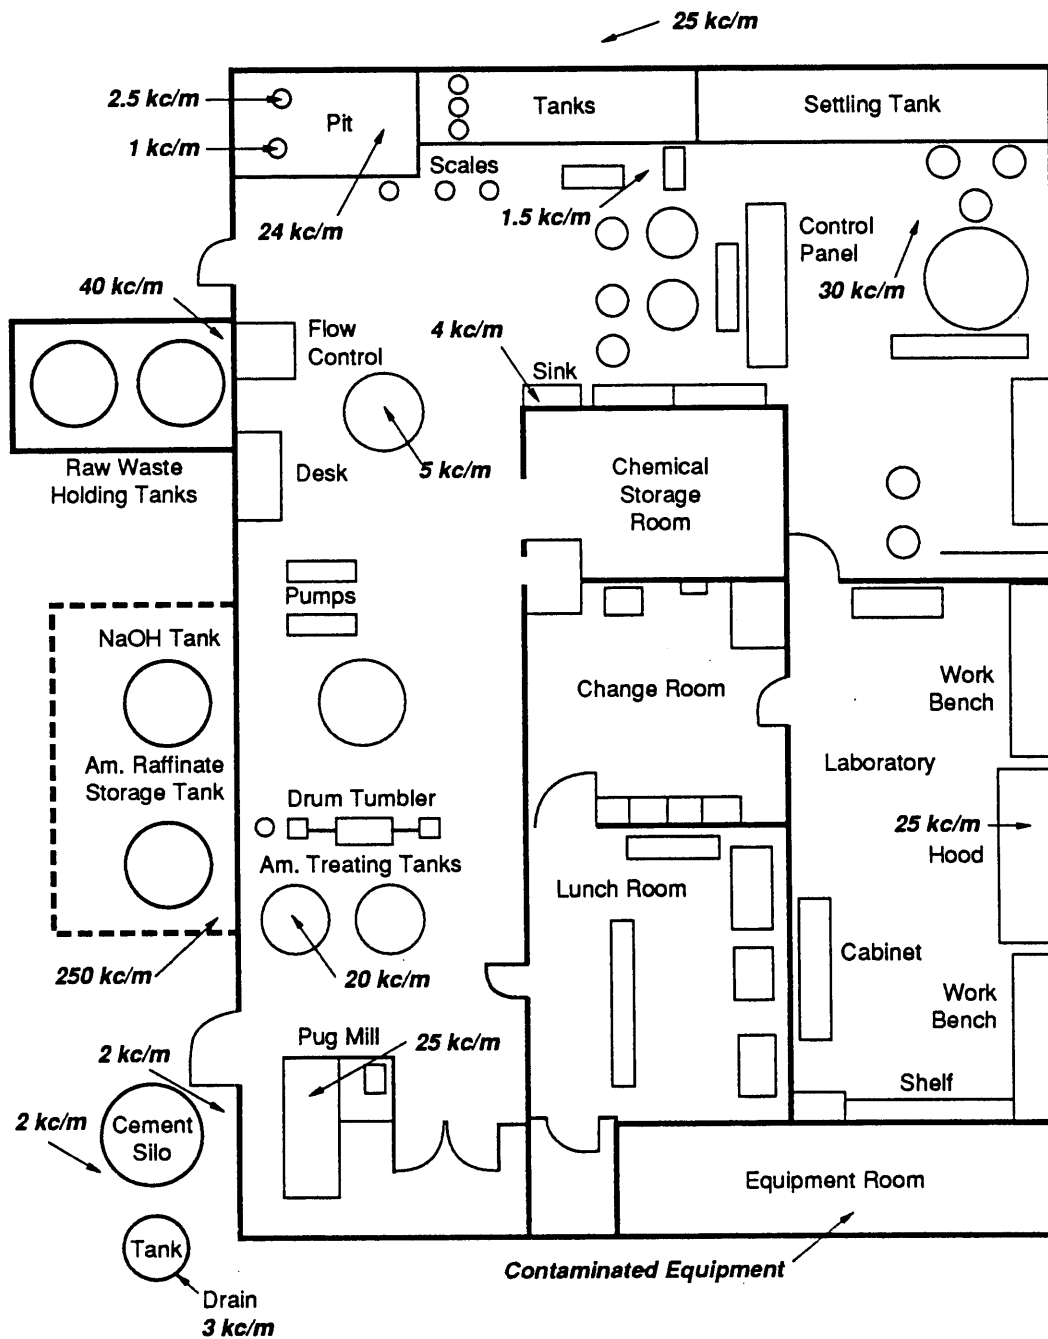 25 kc/m
2.5 kc/m
Tanks
Settling Tank
Pit
1 kc/m
Scales
1.5 kc/m
24 kc/m
Control
Panel
40 kc/m
30 kc/m
Flow
Control
4 kc/m
Sink
Raw Waste
Holding Tanks
Desk
5 kc/m
Chemical
Storage
Room
Pumps
NaOH Tank
Change Room
Work
Bench
Am. Raffinate
Storage Tank
Laboratory
Drum Tumbler
25 kc/m
Hood
Am. Treating Tanks
Lunch Room
250 kc/m
20 kc/m
Cabinet
Work
Bench
Pug Mill
25 kc/m
2 kc/m
Shelf
2 kc/m
Cement
Silo
Equipment Room
Tank
Contaminated Equipment
Drain
3 kc/m